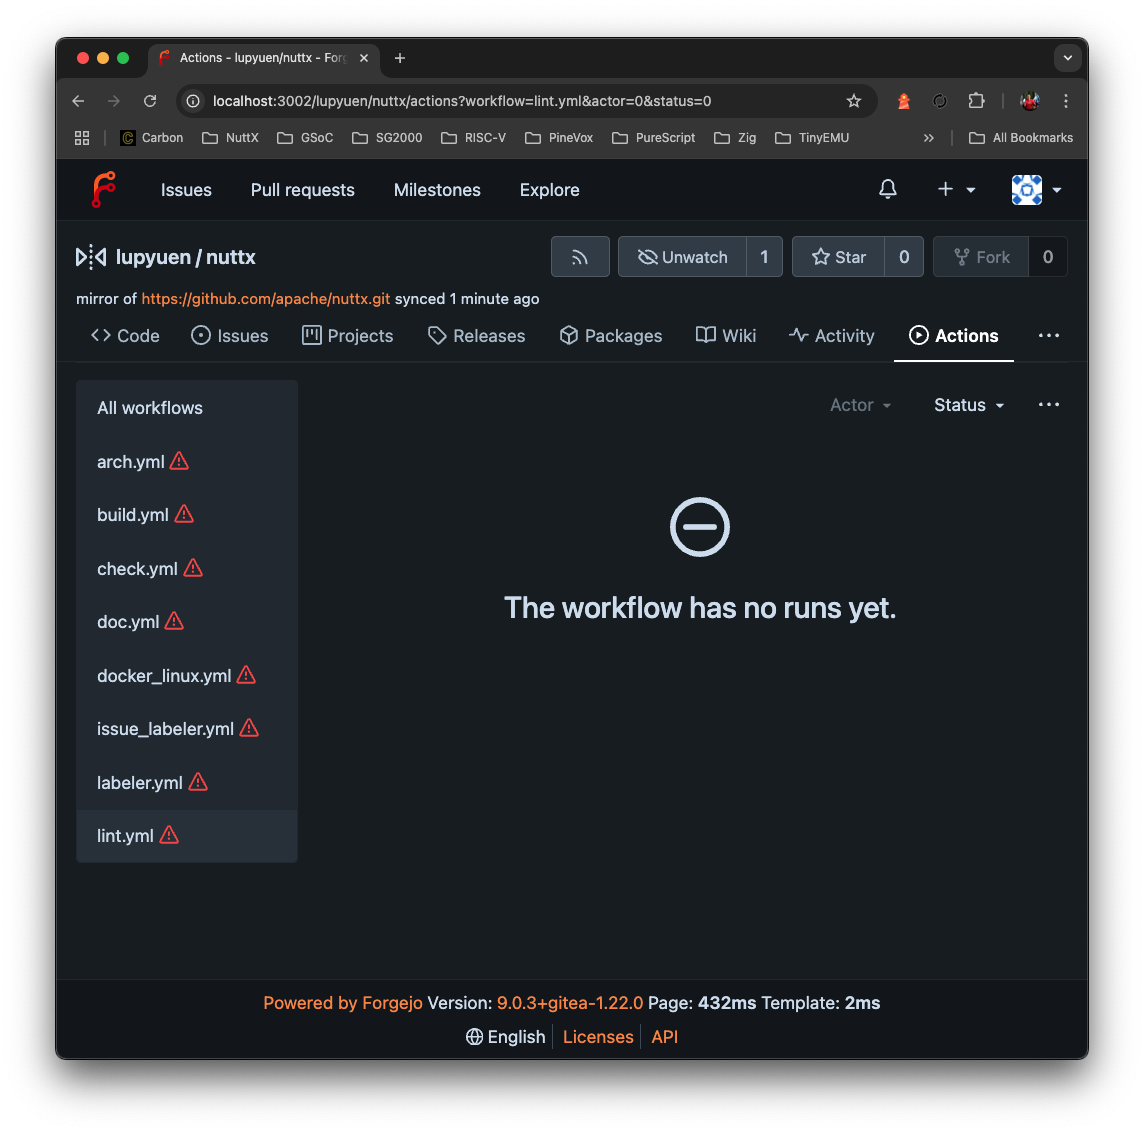 Actions - lupyuen/nuttx - Forg
localhost:3002/lupyuen/nuttx/actions?workflow=lint.yml&actor=0&status=0
Carbon NuttX GSoC SG2000 RISC-V PineVox PureScript Zig TinyEMU » All Bookmarks
Issues Pull requests Milestones Explore
lupyuen / nuttx
Unwatch 1 Star 0 Fork 0
mirror of https://github.com/apache/nuttx.git synced 1 minute ago
Code Issues Projects Releases Packages Wiki Activity Actions
All workflows
Actor Status
arch.yml
build.yml
check.yml
doc.yml
docker_linux.yml
issue_labeler.yml
labeler.yml
lint.yml
The workflow has no runs yet.
Powered by Forgejo Version: 9.0.3+gitea-1.22.0 Page: 432ms Template: 2ms
English Licenses API